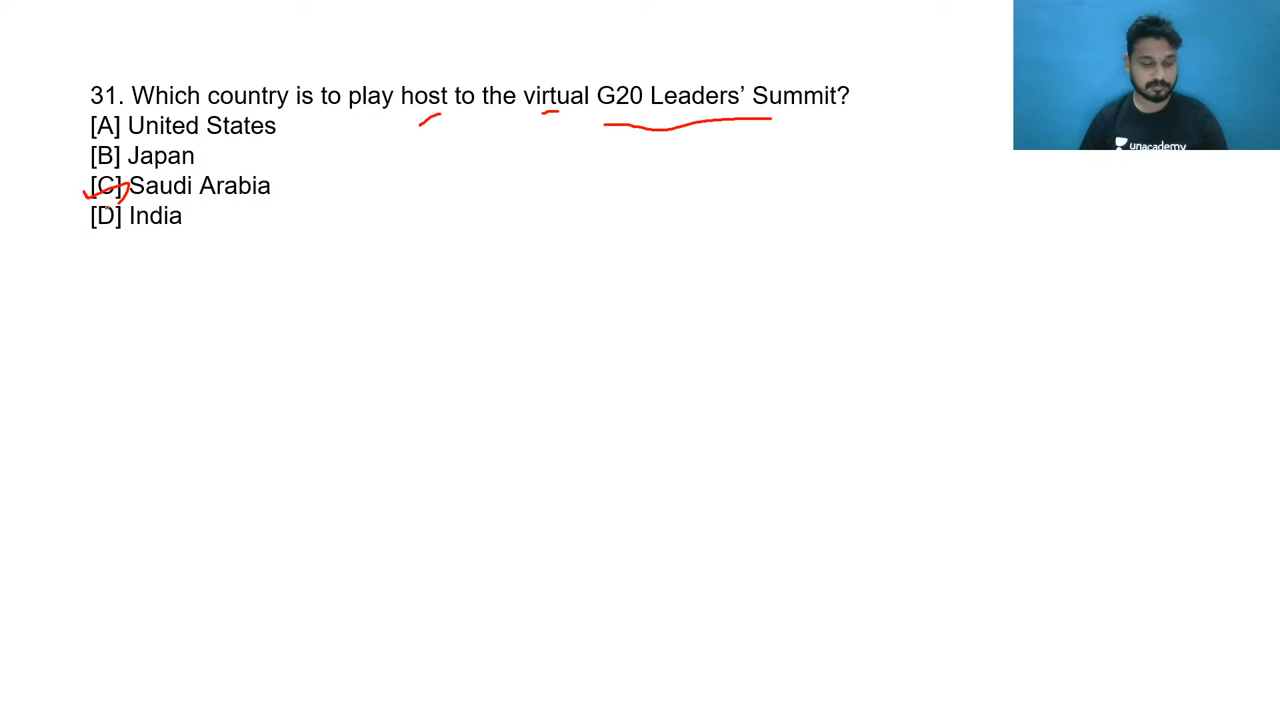 31. Which country is to play host to the virtual G20 Leaders’ Summit?
[A] United States
[B] Japan
[C] Saudi Arabia
[D] India
unacademy